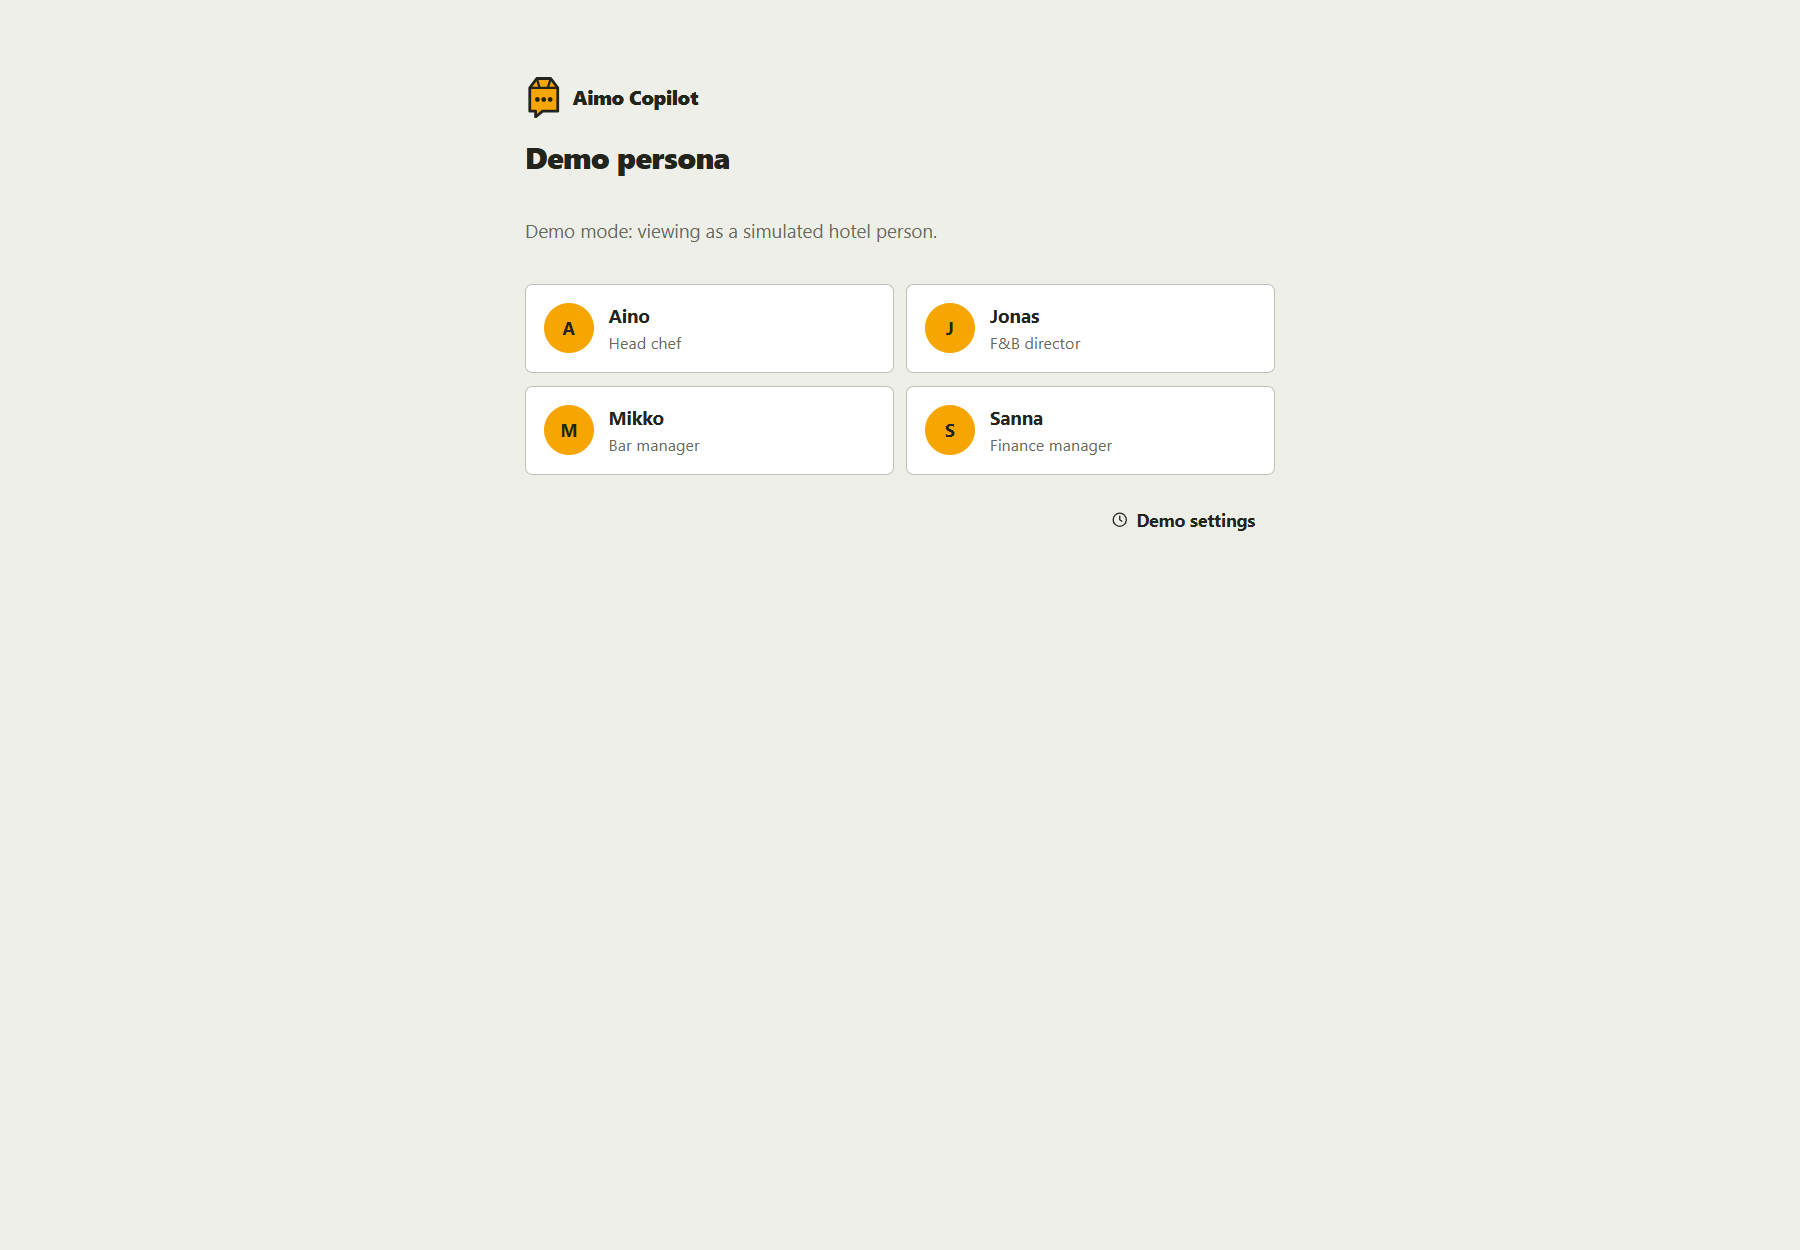 Aimo Copilot
Demo persona
Demo mode: viewing as a simulated hotel person.
A
Aino
Head chef
J
Jonas
F&B director
M
Mikko
Bar manager
S
Sanna
Finance manager
Demo settings